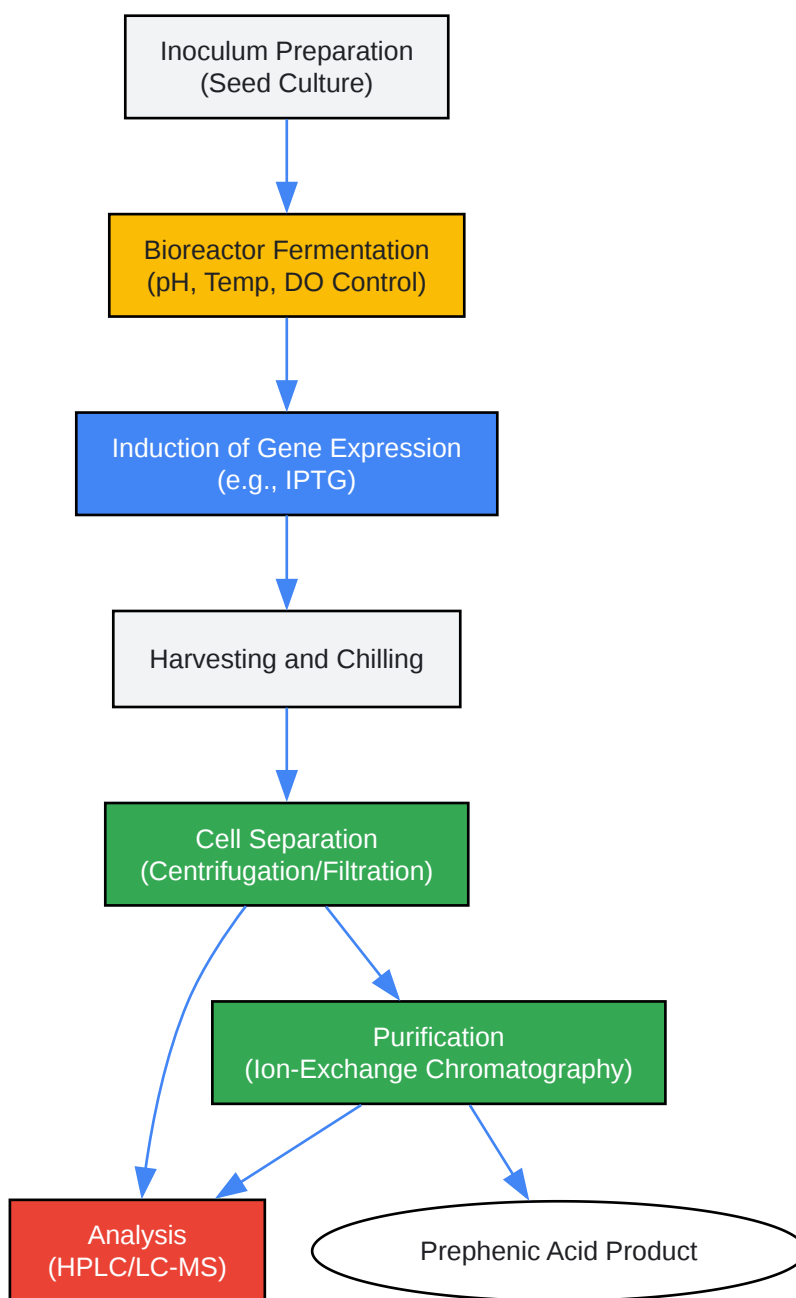 Inoculum Preparation
(Seed Culture)
Bioreactor Fermentation
(pH, Temp, DO Control)
Induction of Gene Expression
(e.g., IPTG)
Harvesting and Chilling
Cell Separation
(Centrifugation/Filtration)
Purification
(Ion-Exchange Chromatography)
Analysis
(HPLC/LC-MS)
Prephenic Acid Product